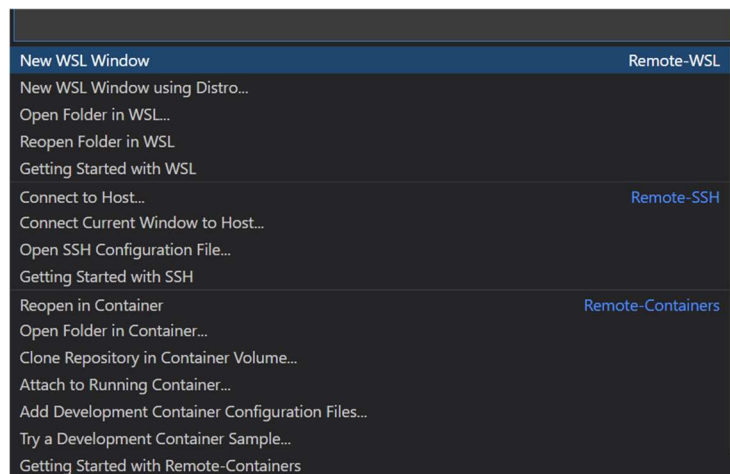 New WSL Window Remote-WSL
New WSL Window using Distro...
Open Folder in WSL...
Reopen Folder in WSL
Getting Started with WSL
Connect to Host... Remote-SSH
Connect Current Window to Host...
Open SSH Configuration File...
Getting Started with SSH
Reopen in Container Remote-Containers
Open Folder in Container...
Clone Repository in Container Volume...
Attach to Running Container...
Add Development Container Configuration Files...
Try a Development Container Sample...
Getting Started with Remote-Containers